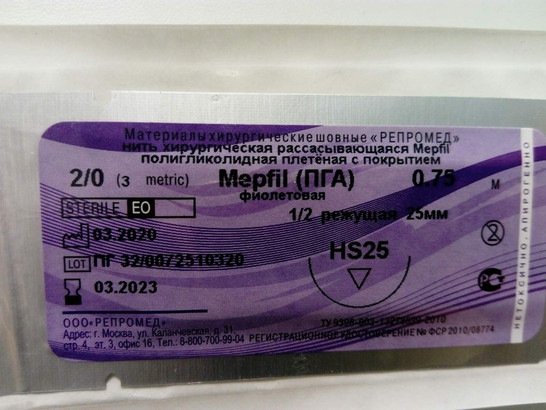 Материалы хирургические шовные «РЕПРОМЕД»
нить хирургическая рассасывающаяся Mepfil
полигликолидная плетёная с покрытием
2/0 (3 metric) Mepfil (ПГА) 0.75 м
фиолетовая
STERILE EO 1/2 режущая 25мм
03.2020
HS25
LOT ПГ 32/0872510320
03.2023
ООО«РЕПРОМЕД»
Адрес: г. Москва, ул. Каланчевская, д. 31,
стр. 4, эт. 3, офис 16, Тел.: 8-800-700-99-04 РЕГИСТРАЦИОННОЕ УДОСТОВЕРЕНИЕ № ФСР 2010/06774
НЕТОКСИЧНО, АПИРОГЕННО
2